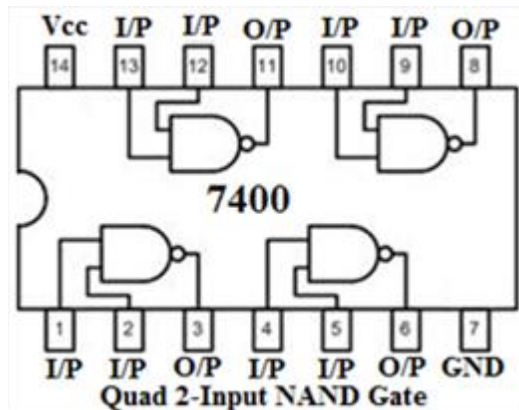 Vcc I/P I/P O/P I/P I/P O/P
14 13 12 11 10 9 8
7400
1 2 3 4 5 6 7
I/P I/P O/P I/P I/P O/P GND
Quad 2-Input NAND Gate